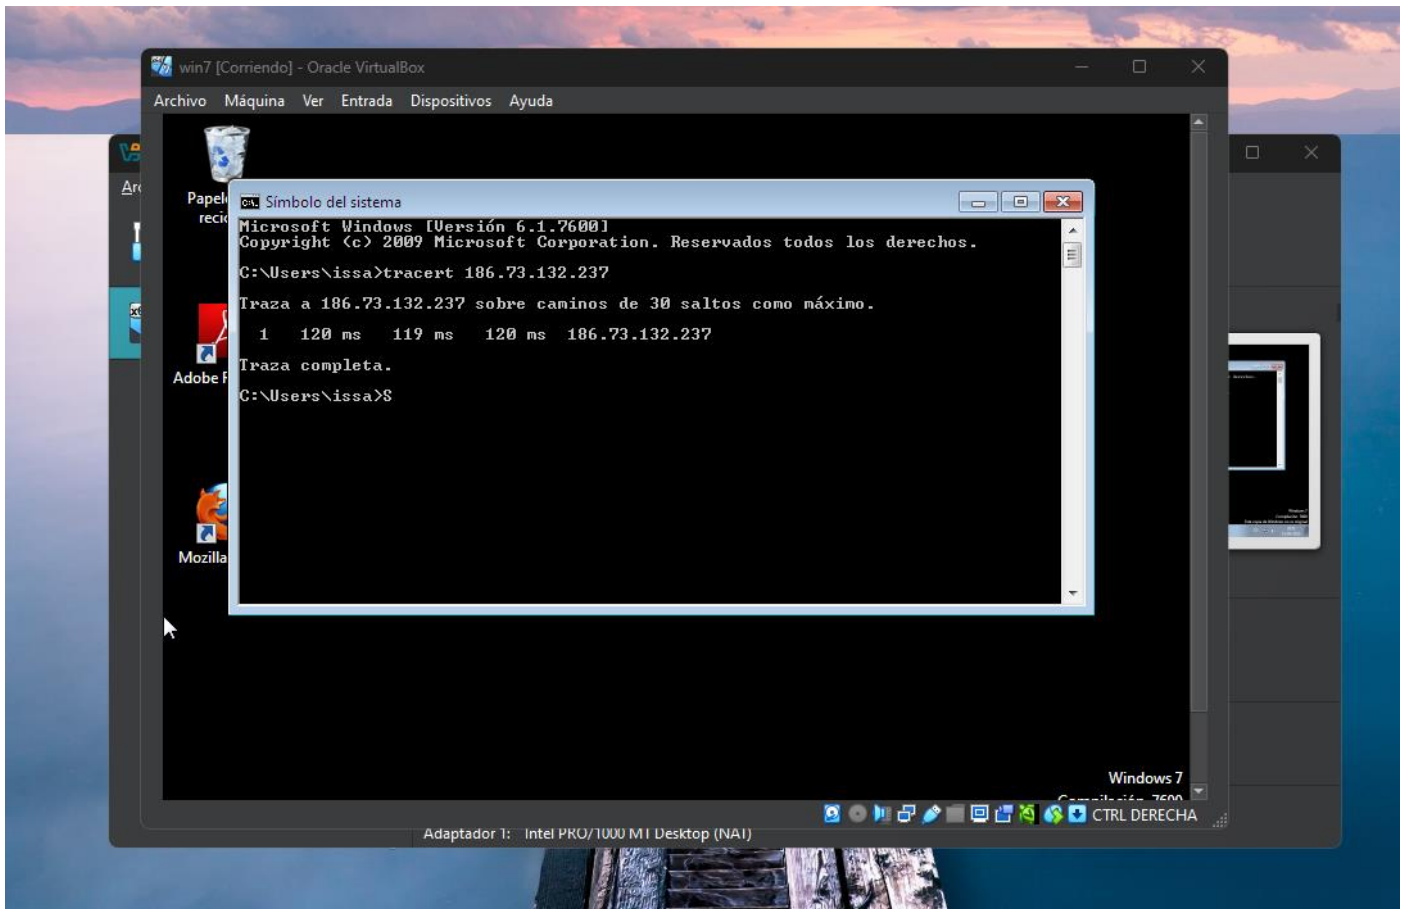 win7 [Corriendo] - Oracle VirtualBox
Archivo Máquina Ver Entrada Dispositivos Ayuda
Símbolo del sistema
Microsoft Windows [Versión 6.1.7600]
Copyright (c) 2009 Microsoft Corporation. Reservados todos los derechos.
C:\Users\issa>tracert 186.73.132.237
Traza a 186.73.132.237 sobre caminos de 30 saltos como máximo.
1 120 ms 119 ms 120 ms 186.73.132.237
Traza completa.
C:\Users\issa>S
Adobe
Mozilla
Windows 7
CTRL DERECHA
Adaptador 1: Intel PRO/1000 MT Desktop (NAT)